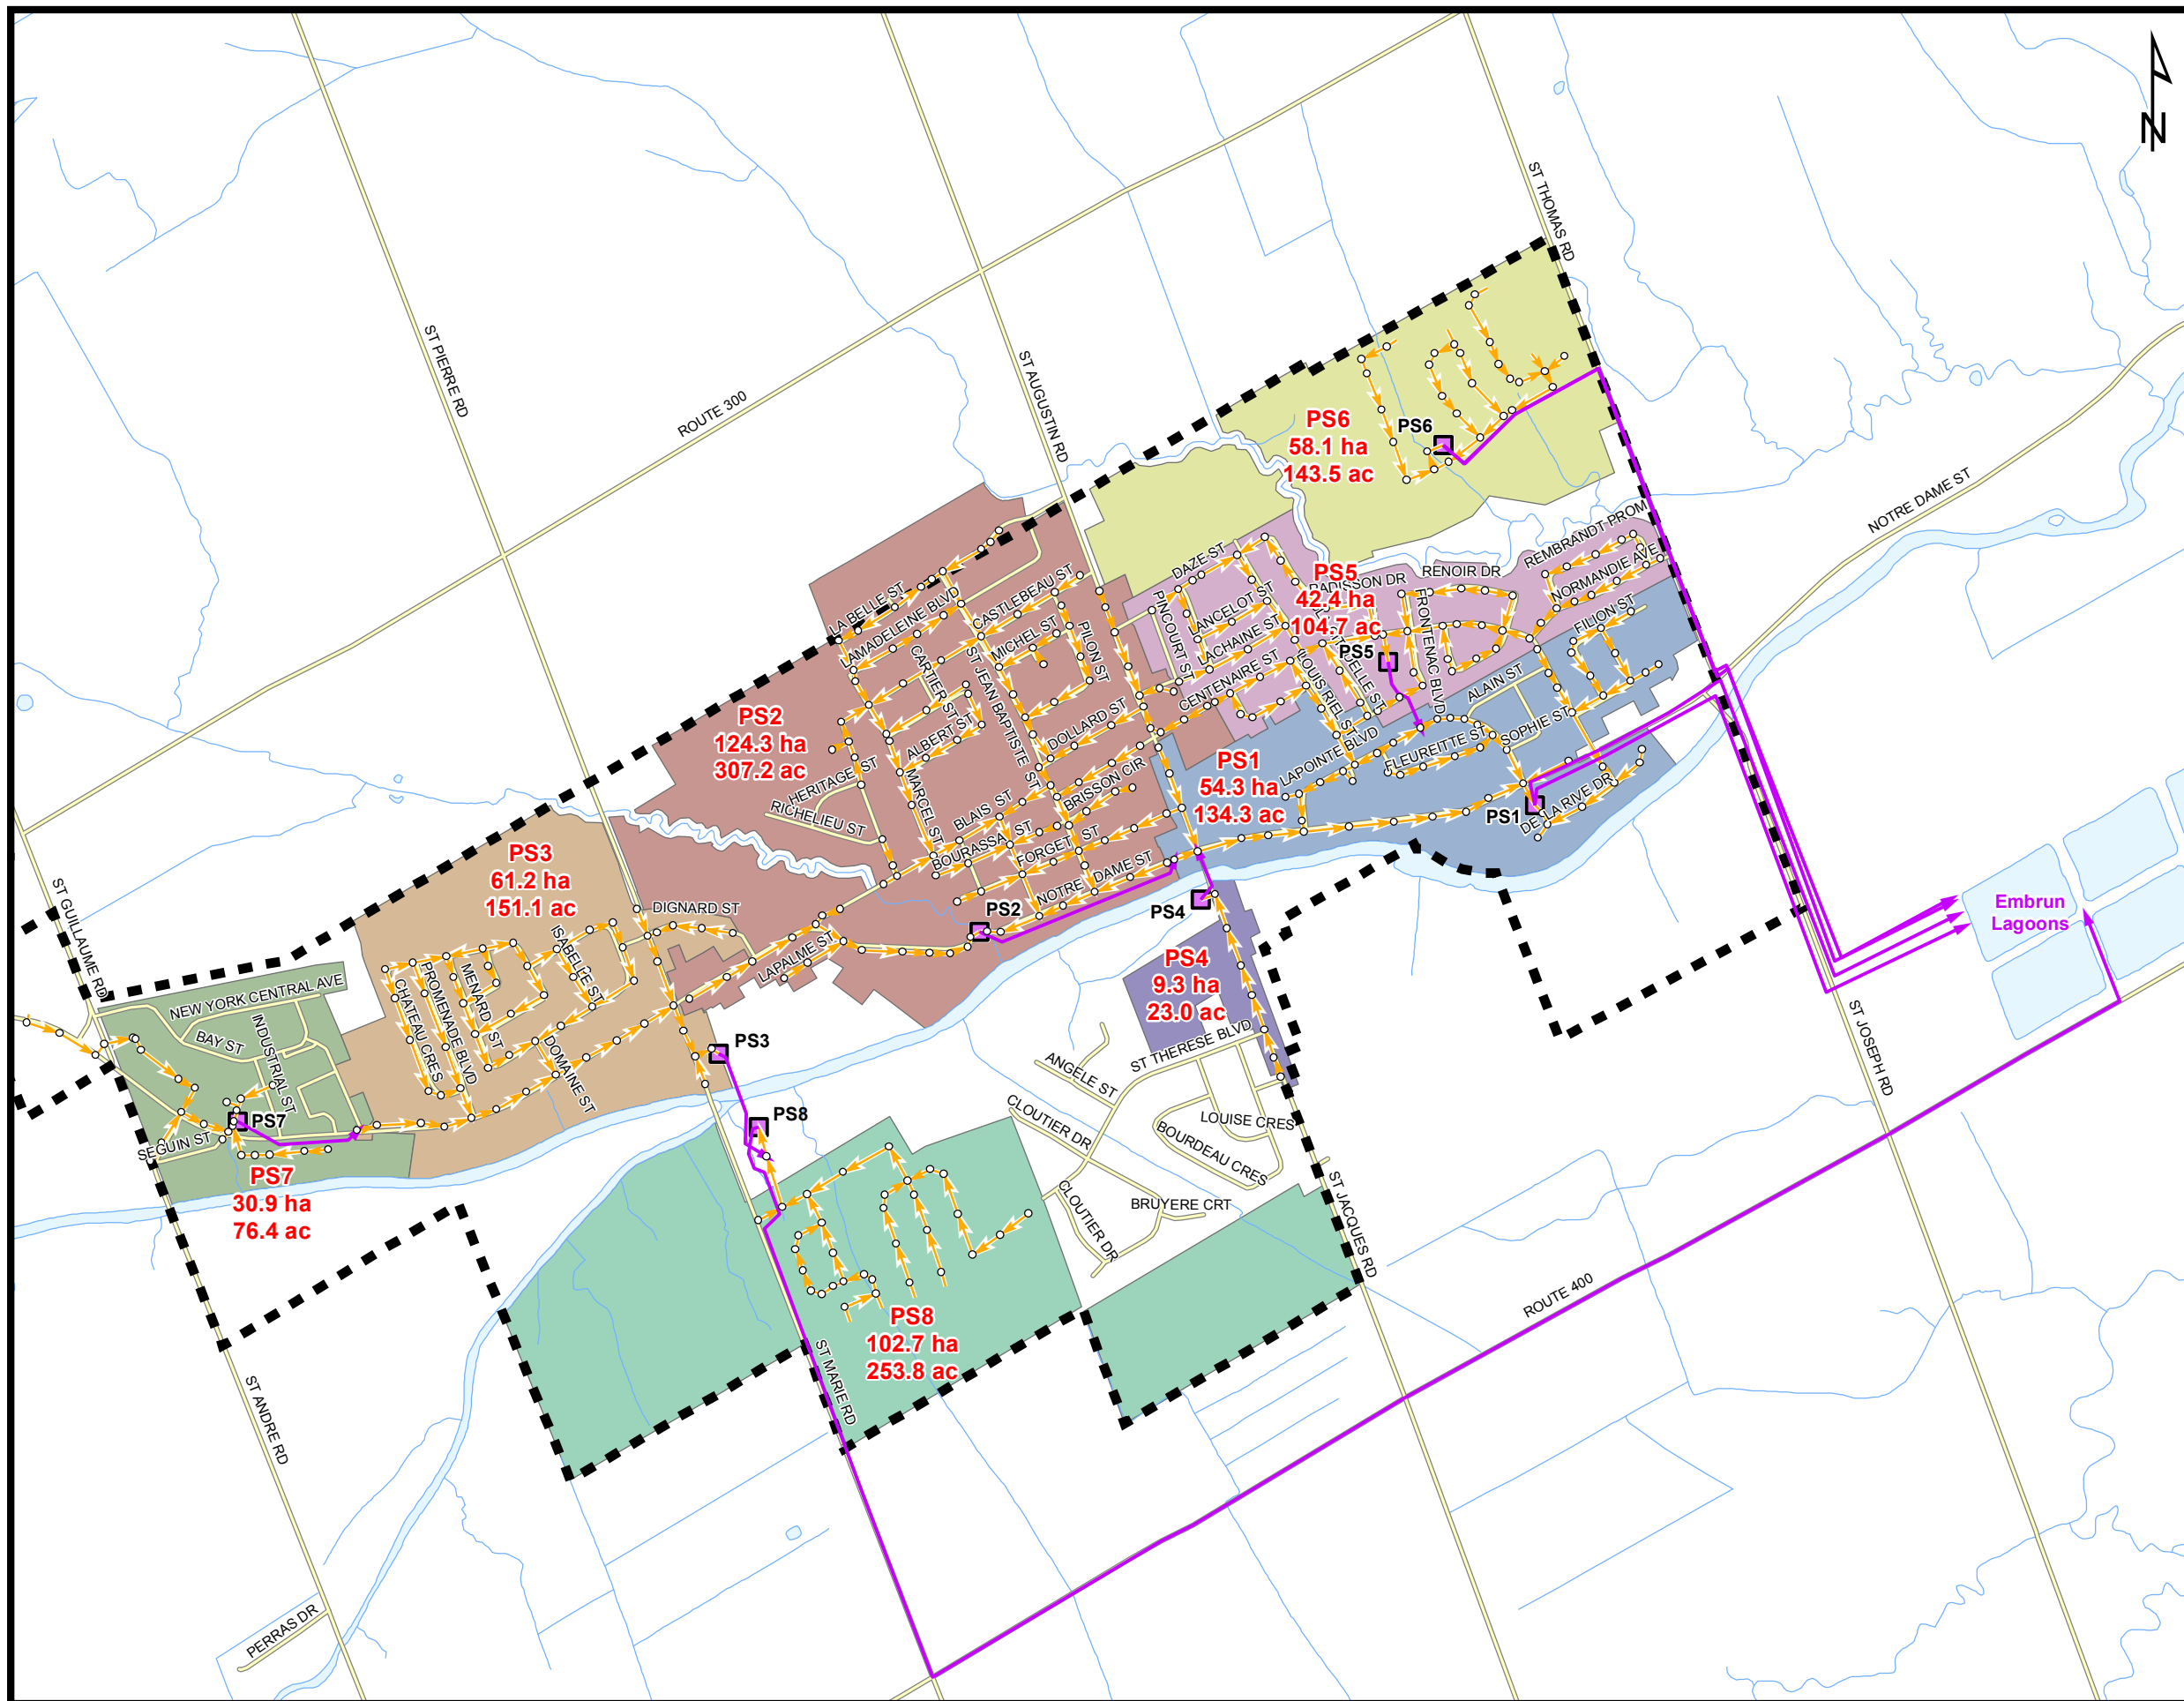 N
ST THOMAS RD
ST PIERRE RD
ST AUGUSTIN RD
ROUTE 300
PS6
58.1 ha
143.5 ac
PS6
NOTRE DAME ST
REMBRANDT PROM
NORMANDIE AVE
RENOIR DR
DAZE ST
PS5
42.4 ha
104.7 ac
PS5
LANCELOT ST
LACHAINE ST
PINCOURT ST
CENTENAIRE ST
LOUIS RIEL ST
FRONTENAC BLVD
FILION ST
ALAIN ST
SOPHIE ST
LAPOINTE BLVD
FLEUREITTE ST
LA BELLE ST
LAMADELEINE BLVD
CASTLEBEAU ST
MICHEL ST
PILON ST
CARTIER ST
ST JEAN BAPTISTE ST
ALBERT ST
DOLLARD ST
PS2
124.3 ha
307.2 ac
HERITAGE ST
RICHELIEU ST
MARCEL ST
BLAIS ST
BRISSON CIR
BOURASSA ST
FORGET ST
NOTRE DAME ST
PS1
54.3 ha
134.3 ac
PS1
DE LA RIVE DR
PS3
61.2 ha
151.1 ac
DIGNARD ST
ISABELLE ST
LAPALME ST
PS2
PS4
PS4
9.3 ha
23.0 ac
Embrun
Lagoons
ST GUILLAUME RD
NEW YORK CENTRAL AVE
BAY ST
INDUSTRIAL ST
CHATEAU CRES
PROMENADE BLVD
MENARD ST
DOMAINE ST
PS3
PS8
PS7
SEGUIN ST
PS7
30.9 ha
76.4 ac
ST THERESE BLVD
ANGELE ST
CLOUTIER DR
LOUISE CRES
BOURDEAU CRES
BRUYERE CRT
CLOUTIER DR
ST JACQUES RD
ST JOSEPH RD
ROUTE 400
PS8
102.7 ha
253.8 ac
ST MARIE RD
ST ANDRE RD
PERRAS DR